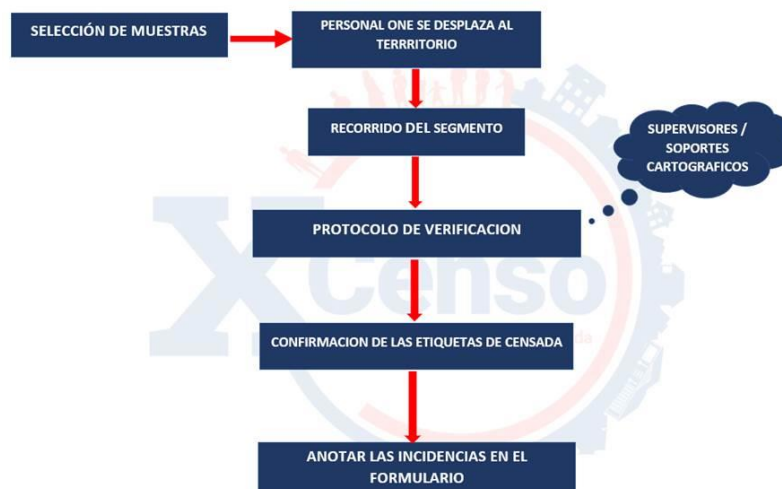 SELECCIÓN DE MUESTRAS
PERSONAL ONE SE DESPLAZA AL
TERRRITORIO
RECORRIDO DEL SEGMENTO
SUPERVISORES /
SOPORTES
CARTOGRAFICOS
PROTOCOLO DE VERIFICACION
X Censo
CONFIRMACION DE LAS ETIQUETAS DE CENSADA
ANOTAR LAS INCIDENCIAS EN EL
FORMULARIO